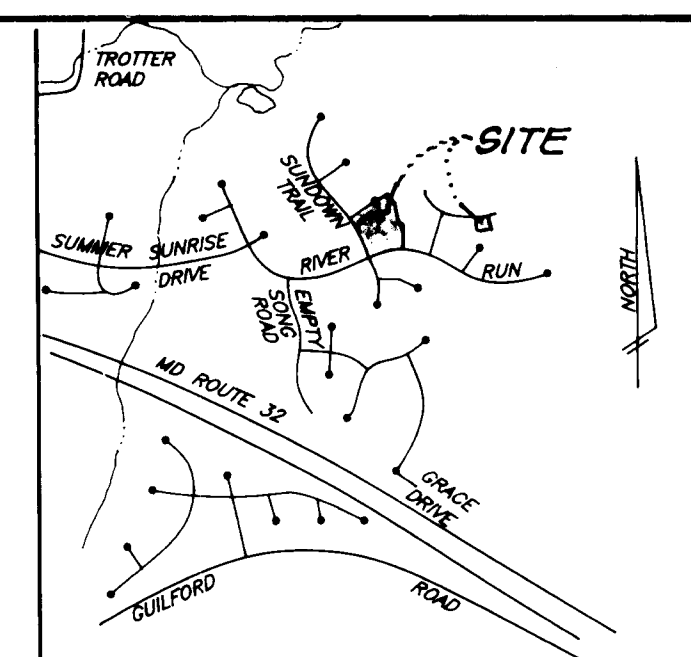 TROTTER
ROAD
SITE
SUNDOWN
TRAIL
SUMMER SUNRISE
DRIVE
RIVER RUN
NORTH
EMPTY
SONG
ROAD
MD ROUTE 32
GRACE
DRIVE
GUILFORD ROAD